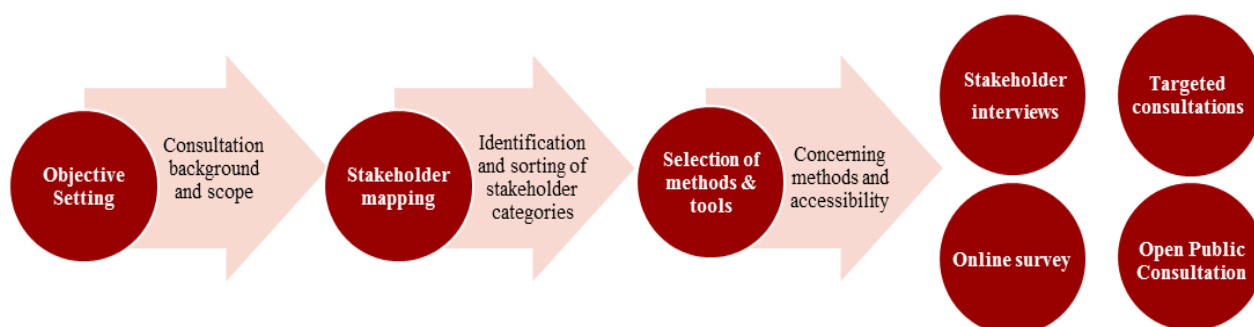 Objective
Setting
Consultation
background
and scope
Stakeholder
mapping
Identification
and sorting of
stakeholder
categories
Selection of
methods &
tools
Concerning
methods and
accessibility
Stakeholder
interviews
Targeted
consultations
Online survey
Open Public
Consultation